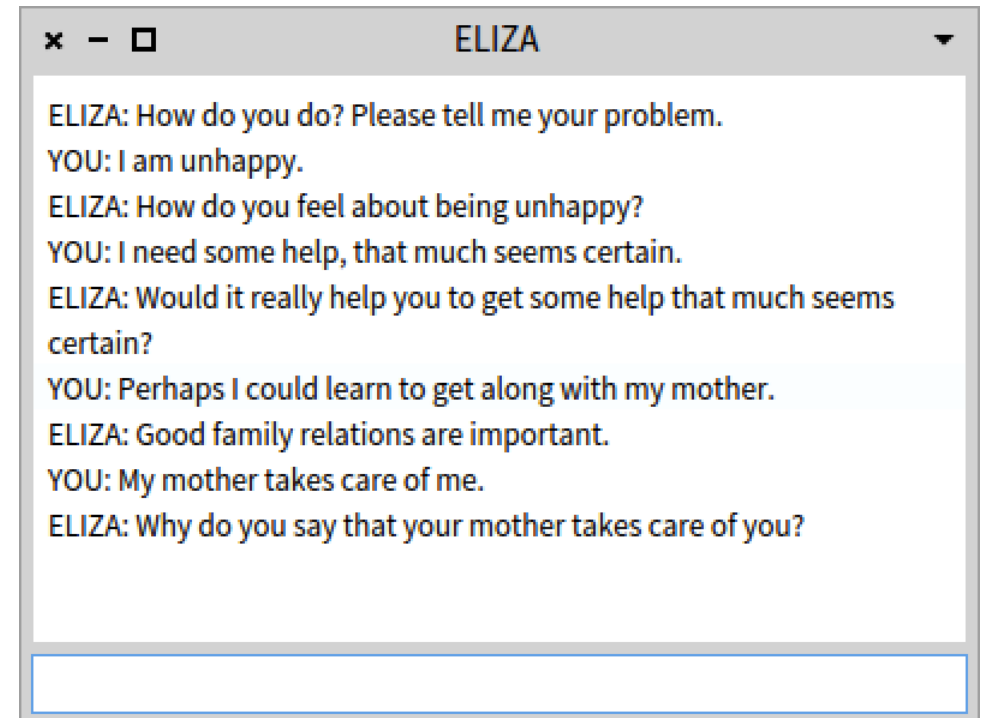 ELIZA
ELIZA: How do you do? Please tell me your problem.
YOU: I am unhappy.
ELIZA: How do you feel about being unhappy?
YOU: I need some help, that much seems certain.
ELIZA: Would it really help you to get some help that much seems
certain?
YOU: Perhaps I could learn to get along with my mother.
ELIZA: Good family relations are important.
YOU: My mother takes care of me.
ELIZA: Why do you say that your mother takes care of you?